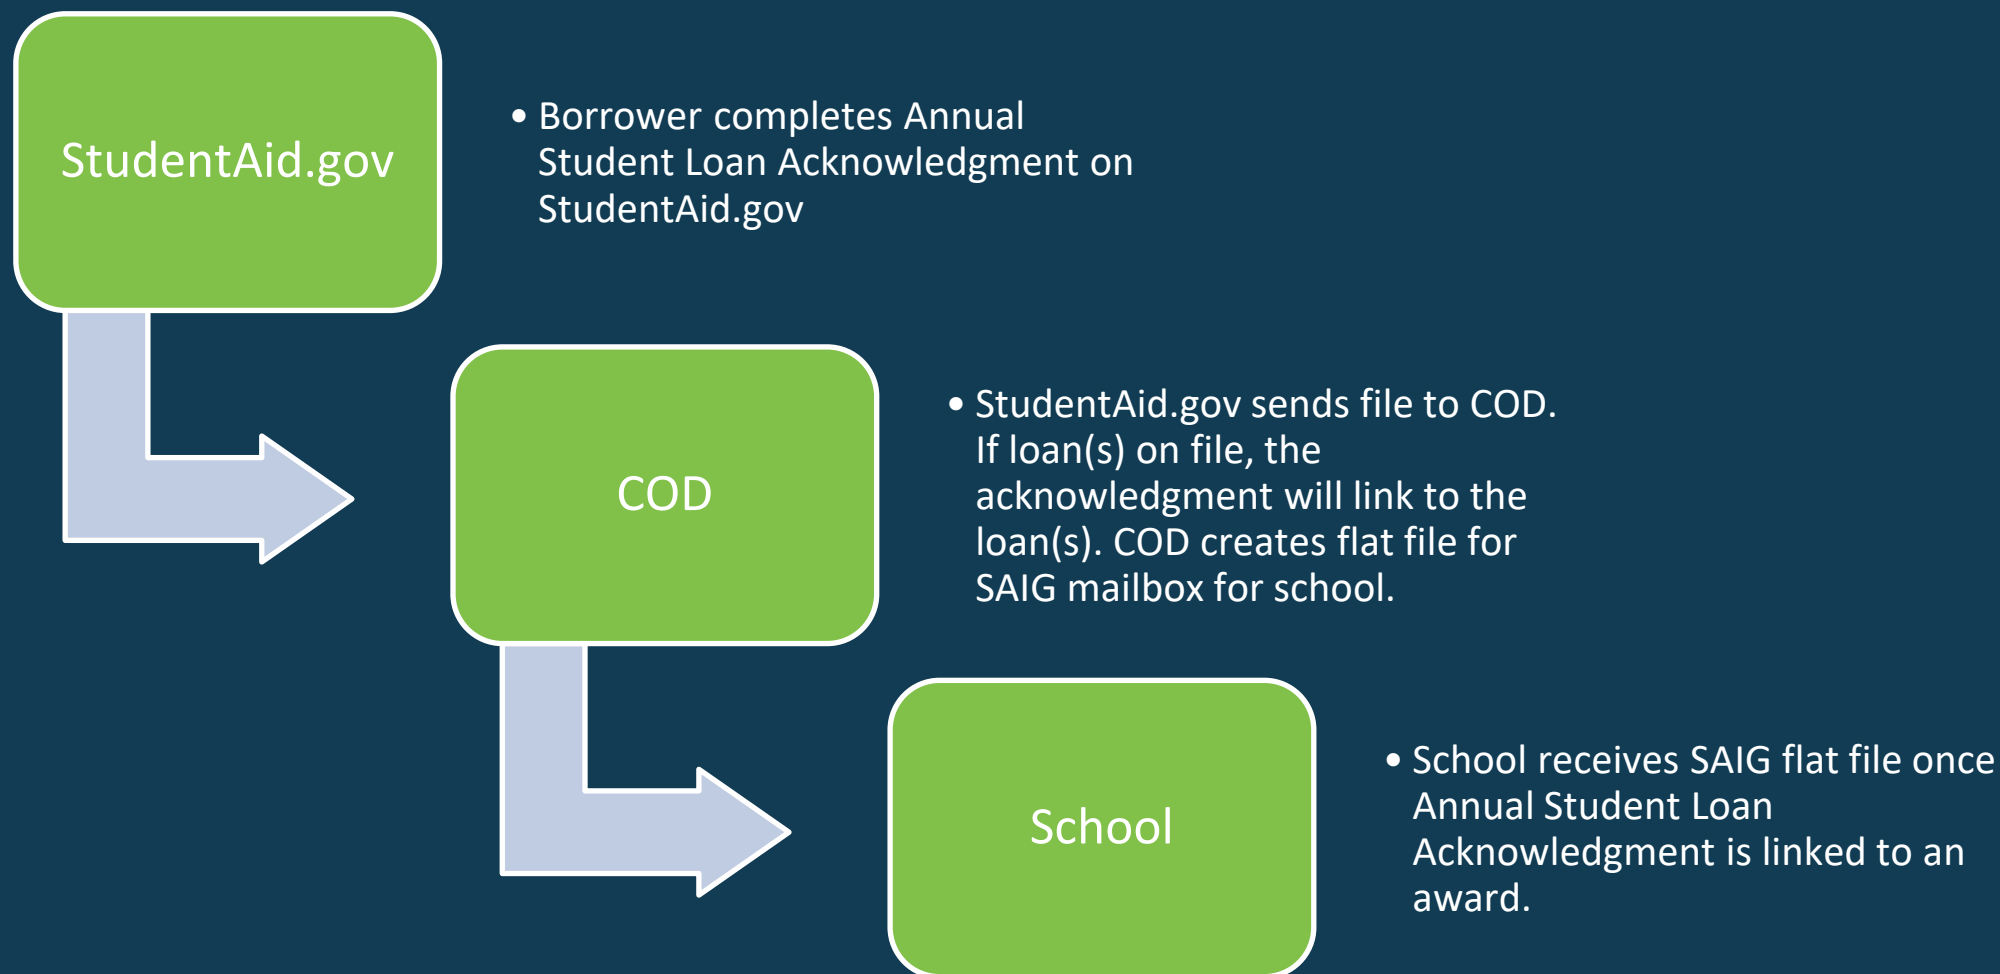 StudentAid.gov
• Borrower completes Annual
Student Loan Acknowledgment on
StudentAid.gov
COD
• StudentAid.gov sends file to COD.
If loan(s) on file, the
acknowledgment will link to the
loan(s). COD creates flat file for
SAIG mailbox for school.
School
• School receives SAIG flat file once
Annual Student Loan
Acknowledgment is linked to an
award.